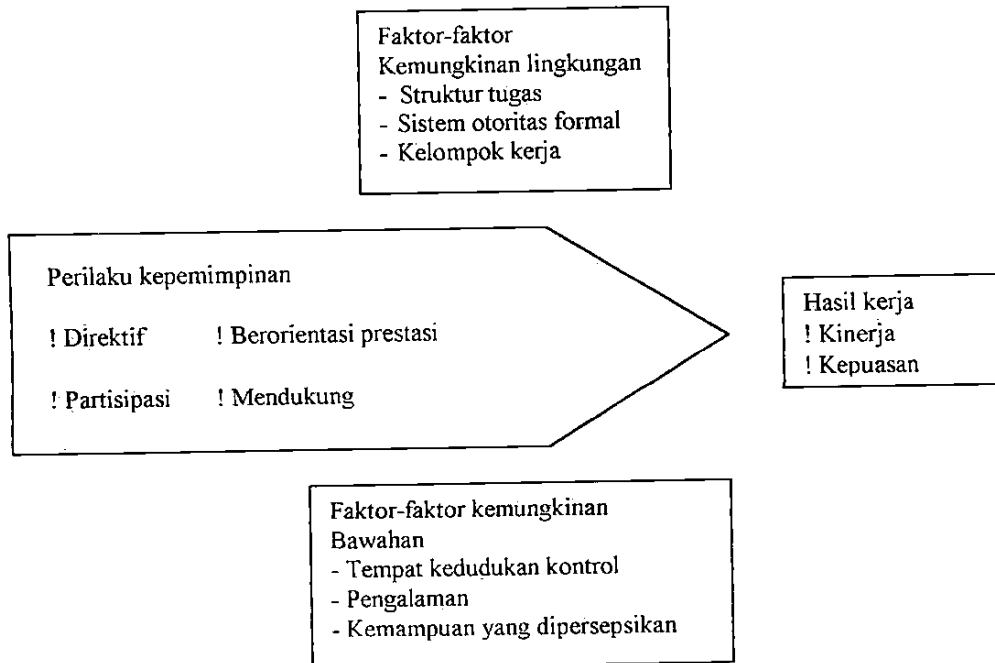 Faktor-faktor
Kemungkinan lingkungan
- Struktur tugas
- Sistem otoritas formal
- Kelompok kerja
Perilaku kepemimpinan
! Direktif ! Berorientasi prestasi
! Partisipasi ! Mendukung
Hasil kerja
! Kinerja
! Kepuasan
Faktor-faktor kemungkinan
Bawahan
- Tempat kedudukan kontrol
- Pengalaman
- Kemampuan yang dipersepsikan